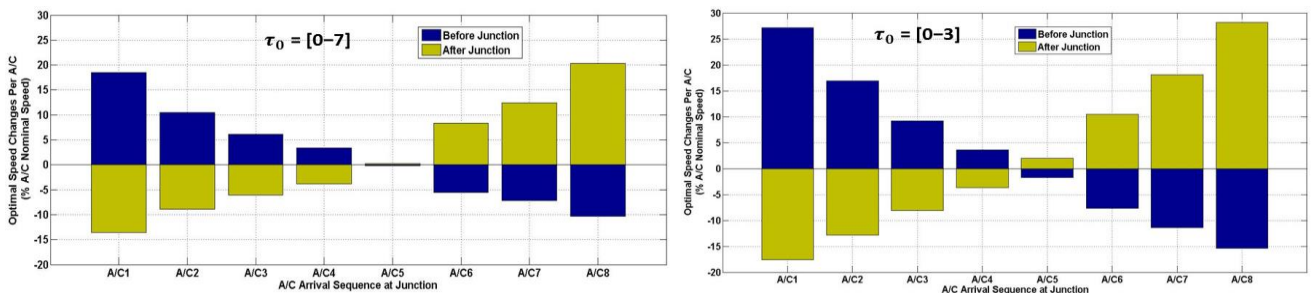 Optimal Speed Changes Per A/C
(% A/C Nominal Speed)
30
25
20
15
10
5
0
-5
-10
-15
-20
τ₀ = [0–7]
Before Junction
After Junction
A/C1 A/C2 A/C3 A/C4 A/C5 A/C6 A/C7 A/C8
A/C Arrival Sequence at Junction
Optimal Speed Changes Per A/C
(% A/C Nominal Speed)
30
25
20
15
10
5
0
-5
-10
-15
-20
τ₀ = [0–3]
Before Junction
After Junction
A/C1 A/C2 A/C3 A/C4 A/C5 A/C6 A/C7 A/C8
A/C Arrival Sequence at Junction